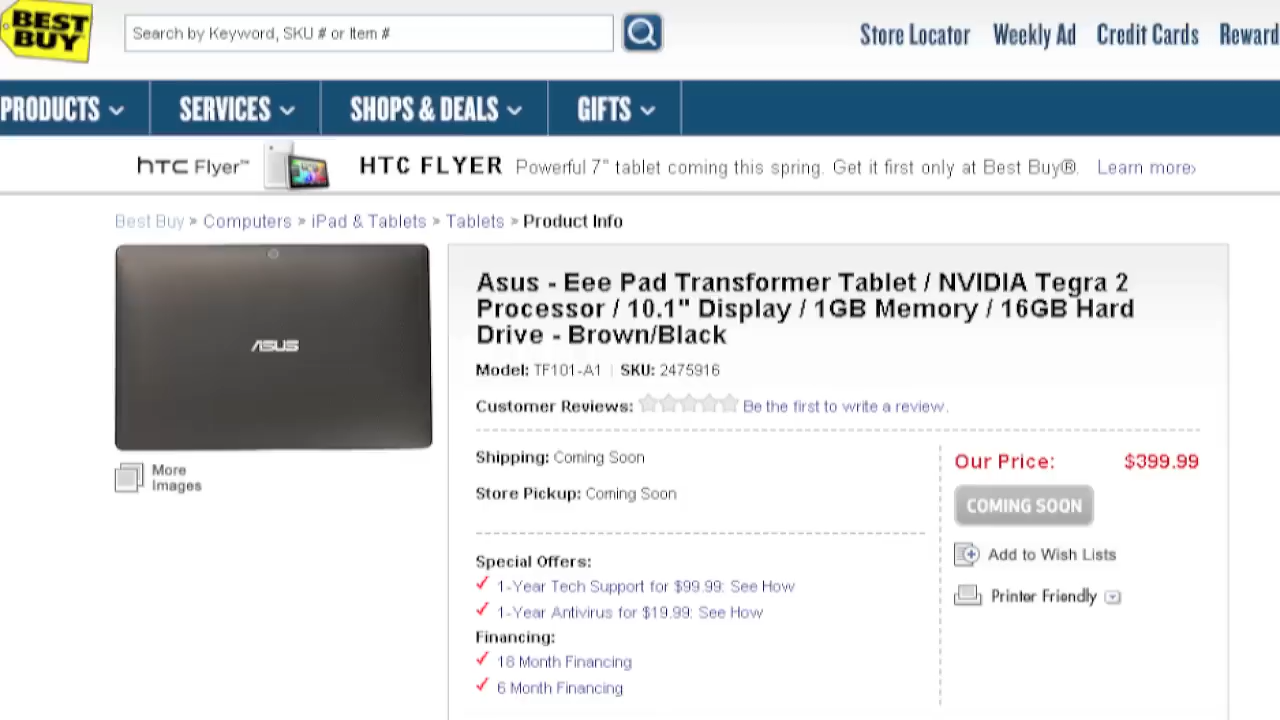 BEST BUY
Search by Keyword, SKU # or Item #
Store Locator Weekly Ad Credit Cards Reward
PRODUCTS SERVICES SHOPS & DEALS GIFTS
hTC Flyer™ HTC FLYER Powerful 7" tablet coming this spring. Get it first only at Best Buy®. Learn more›
Best Buy » Computers » iPad & Tablets » Tablets » Product Info
ASUS
More
Images
Asus - Eee Pad Transformer Tablet / NVIDIA Tegra 2
Processor / 10.1" Display / 1GB Memory / 16GB Hard
Drive - Brown/Black
Model: TF101-A1 | SKU: 2475916
Customer Reviews: Be the first to write a review.
Shipping: Coming Soon
Store Pickup: Coming Soon
Special Offers:
1-Year Tech Support for $99.99: See How
1-Year Antivirus for $19.99: See How
Financing:
18 Month Financing
6 Month Financing
Our Price: $399.99
COMING SOON
Add to Wish Lists
Printer Friendly